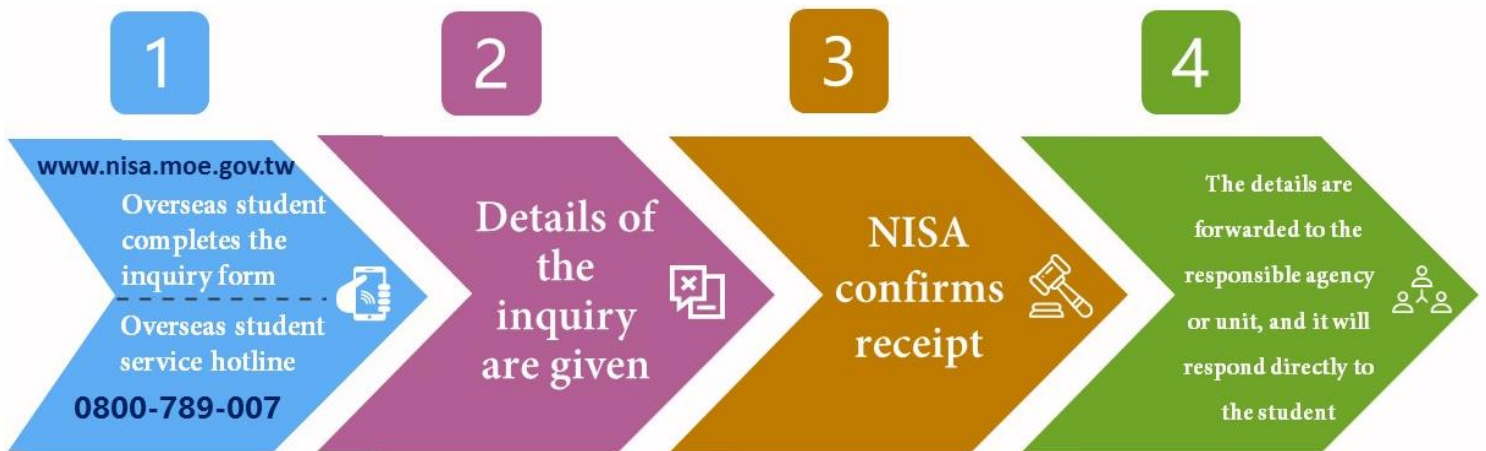 1
www.nisa.moe.gov.tw
Overseas student
completes the
inquiry form
Overseas student
service hotline
0800-789-007
2
Details of
the
inquiry
are given
3
NISA
confirms
receipt
4
The details are
forwarded to the
responsible agency
or unit, and it will
respond directly to
the student